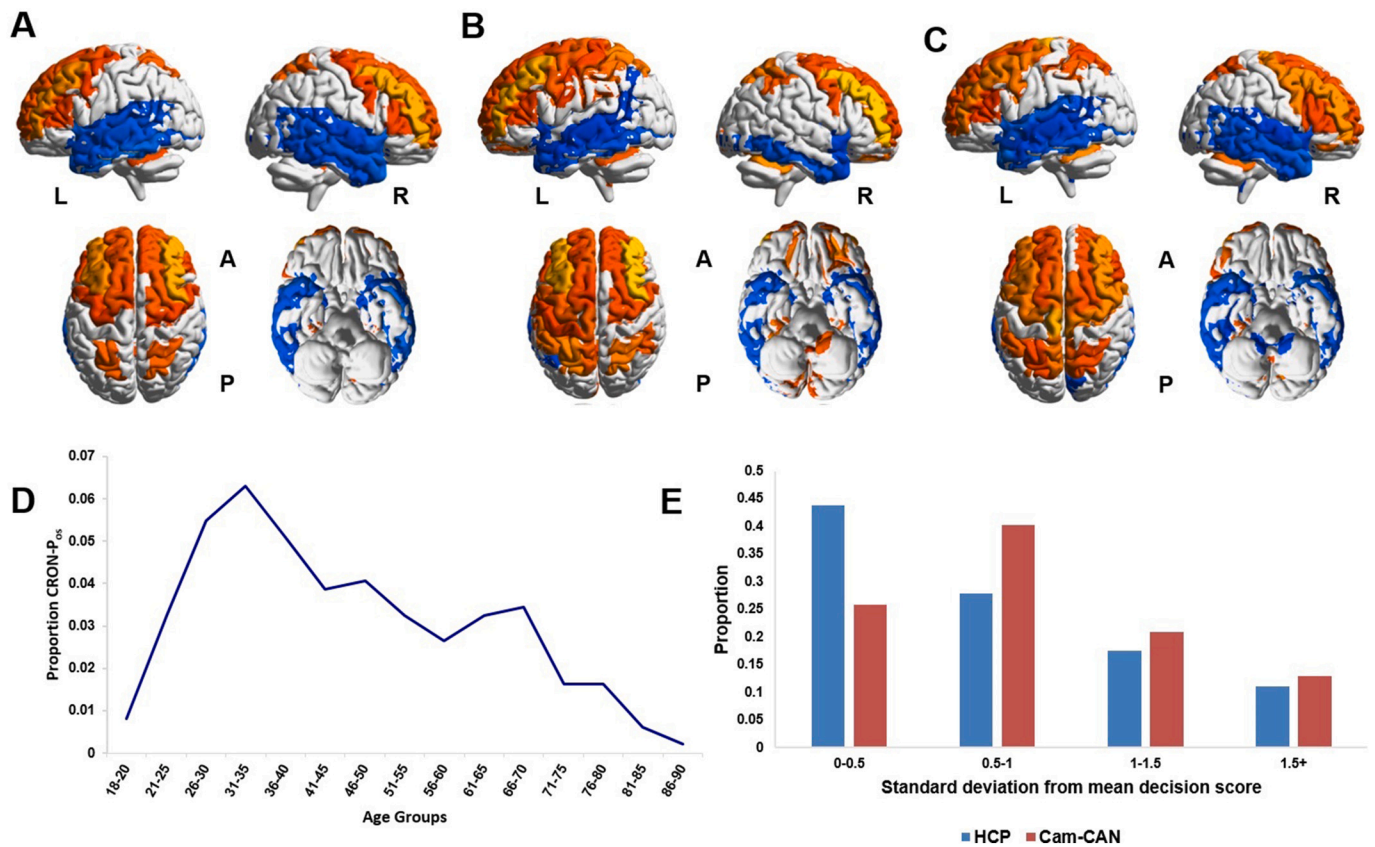 A
B
C
L
R
L
R
L
R
A
P
A
P
A
P
D
Proportion CRON-Pos
0.07
0.06
0.05
0.04
0.03
0.02
0.01
0
18-20
21-25
26-30
31-35
36-40
41-45
46-50
51-55
56-60
61-65
66-70
71-75
76-80
81-85
86-90
Age Groups
E
Proportion
0.5
0.45
0.4
0.35
0.3
0.25
0.2
0.15
0.1
0.05
0
0-0.5
0.5-1
1-1.5
1.5+
Standard deviation from mean decision score
HCP
Cam-CAN